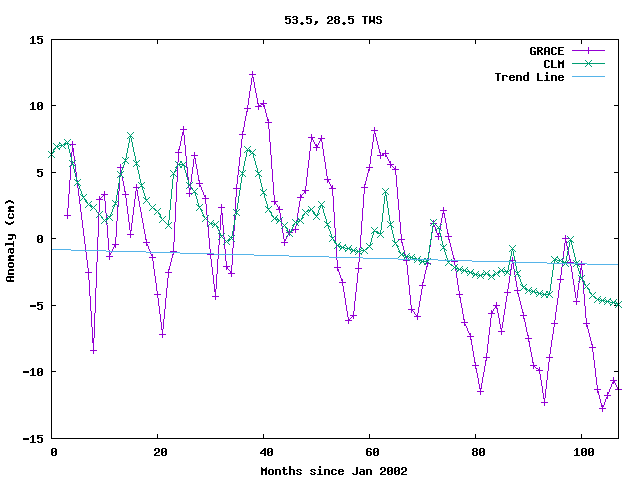 53.5, 28.5 TWS
GRACE
CLM
Trend Line
15
10
5
0
-5
-10
-15
Anomaly (cm)
0 20 40 60 80 100
Months since Jan 2002